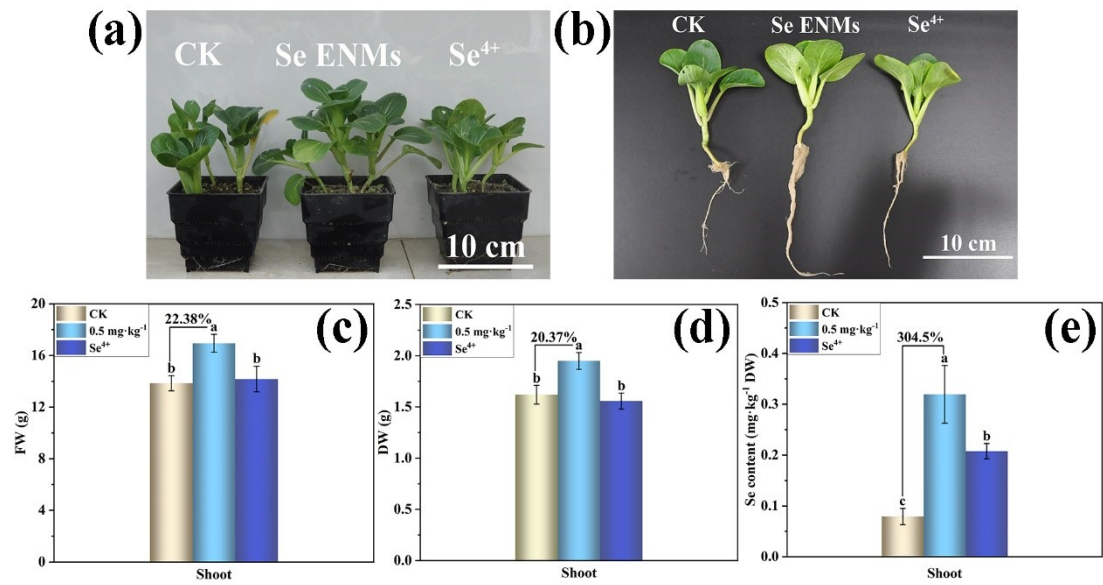 (a)
CK Se ENMs Se⁴⁺
10 cm
(b)
CK Se ENMs Se⁴⁺
10 cm
(c)
CK
0.5 mg·kg⁻¹
Se⁴⁺
22.38%
b
a
b
FW (g)
20
16
12
8
4
0
Shoot
(d)
CK
0.5 mg·kg⁻¹
Se⁴⁺
20.37%
b
a
b
DW (g)
2.5
2.0
1.5
1.0
0.5
0.0
Shoot
(e)
CK
0.5 mg·kg⁻¹
Se⁴⁺
304.5%
c
a
b
Se content (mg·kg⁻¹ DW)
0.5
0.4
0.3
0.2
0.1
0.0
Shoot